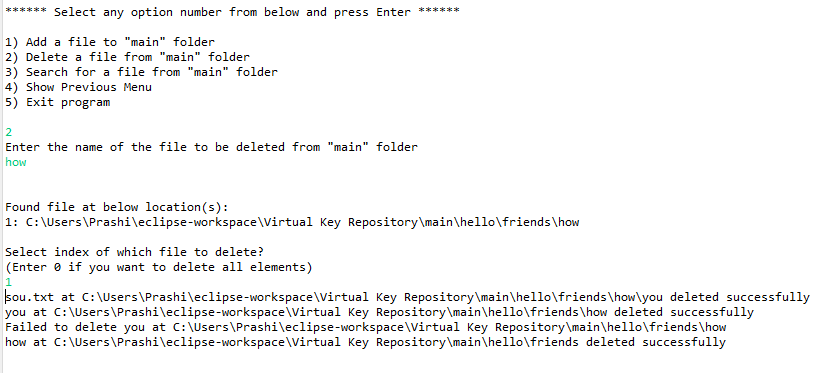 ****** Select any option number from below and press Enter ******
1) Add a file to "main" folder
2) Delete a file from "main" folder
3) Search for a file from "main" folder
4) Show Previous Menu
5) Exit program
2
Enter the name of the file to be deleted from "main" folder
how
Found file at below location(s):
1: C:\Users\Prashi\eclipse-workspace\Virtual Key Repository\main\hello\friends\how
Select index of which file to delete?
(Enter 0 if you want to delete all elements)
1
sou.txt at C:\Users\Prashi\eclipse-workspace\Virtual Key Repository\main\hello\friends\how\you deleted successfully
you at C:\Users\Prashi\eclipse-workspace\Virtual Key Repository\main\hello\friends\how deleted successfully
Failed to delete you at C:\Users\Prashi\eclipse-workspace\Virtual Key Repository\main\hello\friends\how
how at C:\Users\Prashi\eclipse-workspace\Virtual Key Repository\main\hello\friends deleted successfully